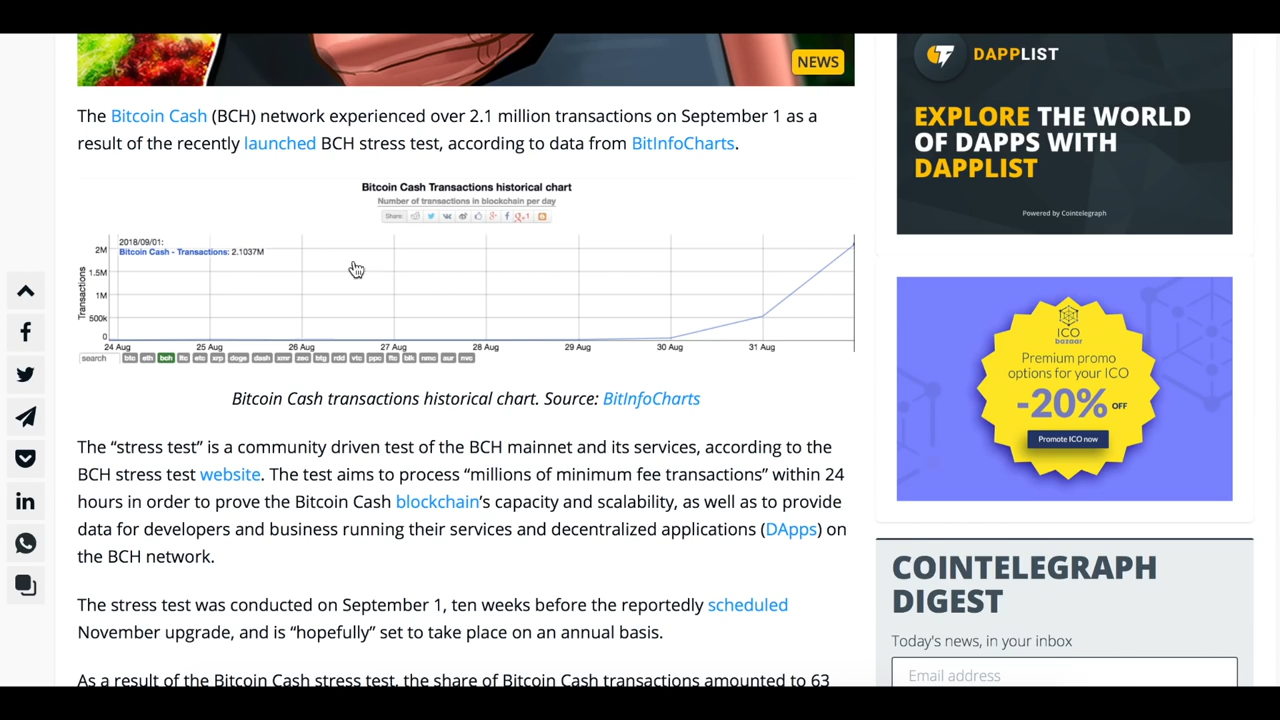 NEWS
The Bitcoin Cash (BCH) network experienced over 2.1 million transactions on September 1 as a
result of the recently launched BCH stress test, according to data from BitInfoCharts.
Bitcoin Cash Transactions historical chart
Number of transactions in blockchain per day
Share:
+1
2018/09/01:
Bitcoin Cash - Transactions: 2.1037M
Transactions
2M
1.5M
1M
500k
0
24 Aug 25 Aug 26 Aug 27 Aug 28 Aug 29 Aug 30 Aug 31 Aug
search btc eth bch ltc etc xrp doge dash xmr zec btg rdd vtc ppc ftc blk nmc aur nvc
Bitcoin Cash transactions historical chart. Source: BitInfoCharts
The “stress test” is a community driven test of the BCH mainnet and its services, according to the
BCH stress test website. The test aims to process “millions of minimum fee transactions” within 24
hours in order to prove the Bitcoin Cash blockchain’s capacity and scalability, as well as to provide
data for developers and business running their services and decentralized applications (DApps) on
the BCH network.
The stress test was conducted on September 1, ten weeks before the reportedly scheduled
November upgrade, and is “hopefully” set to take place on an annual basis.
As a result of the Bitcoin Cash stress test, the share of Bitcoin Cash transactions amounted to 63
DAPPLIST
EXPLORE THE WORLD
OF DAPPS WITH
DAPPLIST
Powered by Cointelegraph
ICO
bazaar
Premium promo
options for your ICO
-20% OFF
Promote ICO now
COINTELEGRAPH
DIGEST
Today's news, in your inbox
Email address